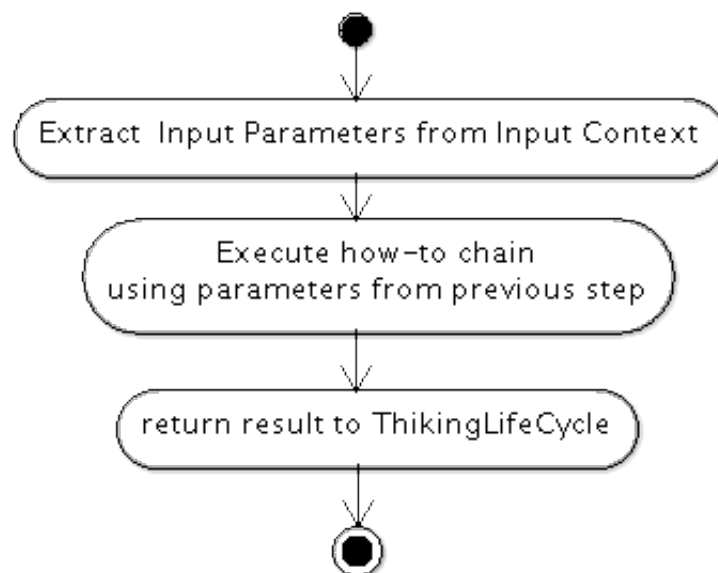 Extract Input Parameters from Input Context
Execute how-to chain
using parameters from previous step
return result to ThikingLifeCycle